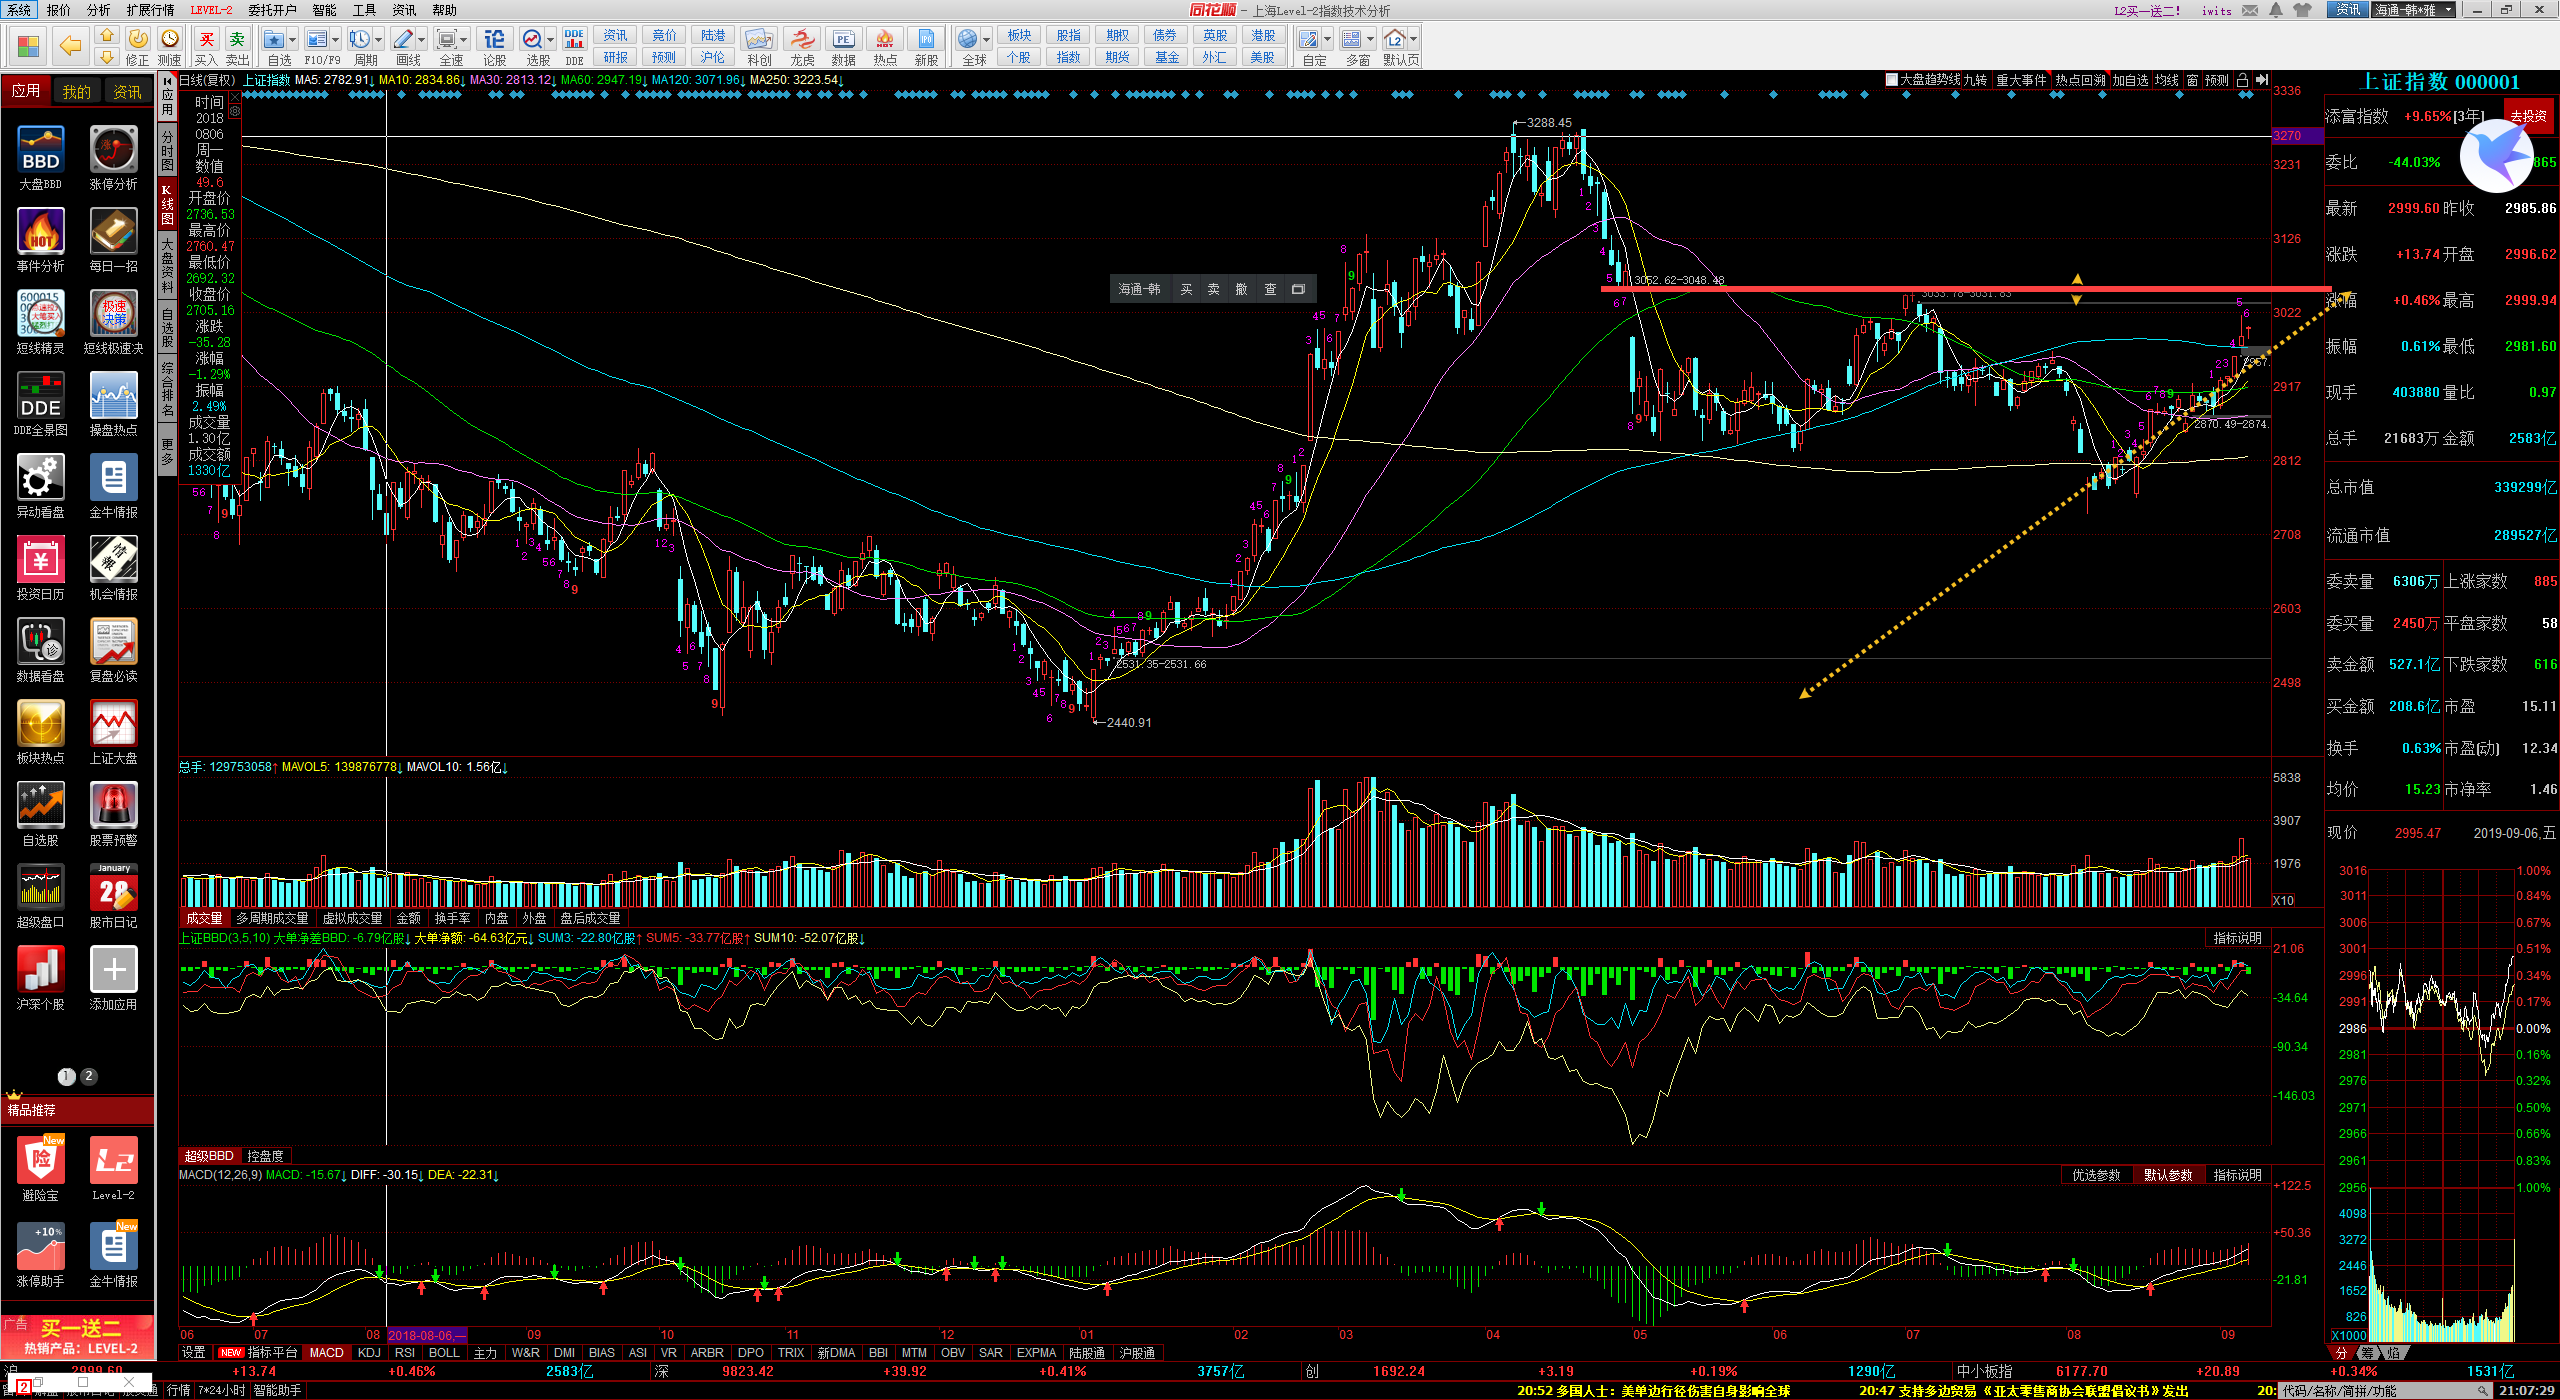 系统 报价 分析 扩展行情 LEVEL-2 委托开户 智能 工具 资讯 帮助
同花顺 - 上海Level-2指数技术分析
L2买一送二! iwits 资讯 海通-韩*雅
修正 测速 买入 卖出 自选 F10/F9 周期 画线 全速 论股 选股 DDE 科创 龙虎 数据 热点 新股 全球 自定 多窗 默认页
资讯 竞价 陆港 板块 股指 期权 债券 英股 港股
研报 预测 沪伦 个股 指数 期货 基金 外汇 美股
应用 我的 资讯
大盘BBD 涨停分析
事件分析 每日一招
短线精灵 短线极速决
DDE全景图 操盘热点
异动看盘 金牛情报
投资日历 机会情报
数据看盘 复盘必读
板块热点 上证大盘
自选股 股票预警
超级盘口 股市日记
沪深个股 添加应用
1 2
精品推荐
避险宝 Level-2
涨停助手 金牛情报
广告 买一送二
热销产品: LEVEL-2
应用
分时图
K线图
大盘资料
自选股
综合排名
更多
日线(复权) 上证指数 MA5: 2782.91↓ MA10: 2834.86↓ MA30: 2813.12↓ MA60: 2947.19↓ MA120: 3071.96↓ MA250: 3223.54↓
大盘趋势线 九转 重大事件 热点回溯 加自选 均线 窗 预测
时间
2018
0806
周一
数值
49.6
开盘价
2736.53
最高价
2760.47
最低价
2692.32
收盘价
2705.16
涨跌
-35.28
涨幅
-1.29%
振幅
2.49%
成交量
1.30亿
成交额
1330亿
3288.45
海通-韩 买 卖 撤 查
3052.62-3048.48
3033.78-3031.83
2957.
2870.49-2874.
2531.35-2531.66
2440.91
3336
3270
3231
3126
3022
2917
2812
2708
2603
2498
总手: 129753058↑ MAVOL5: 139876778↓ MAVOL10: 1.56亿↓
5838
3907
1976
X10
成交量 多周期成交量 虚拟成交量 金额 换手率 内盘 外盘 盘后成交量
上证BBD(3,5,10) 大单净差BBD: -6.79亿股↓ 大单净额: -64.63亿元↓ SUM3: -22.80亿股↑ SUM5: -33.77亿股↑ SUM10: -52.07亿股↓
指标说明
21.06
-34.64
-90.34
-146.03
超级BBD 控盘度
MACD(12,26,9) MACD: -15.67↓ DIFF: -30.15↓ DEA: -22.31↓
优选参数 默认参数 指标说明
+122.5
+50.36
-21.81
06 07 08 2018-08-06,一 09 10 11 12 01 02 03 04 05 06 07 08 09
设置 NEW 指标平台 MACD KDJ RSI BOLL 主力 W&R DMI BIAS ASI VR ARBR DPO TRIX 新DMA BBI MTM OBV SAR EXPMA 陆股通 沪股通
上证指数 000001
添富指数 +9.65%[3年] 去投资
委比 -44.03% 865
最新 2999.60 昨收 2985.86
涨跌 +13.74 开盘 2996.62
涨幅 +0.46% 最高 2999.94
振幅 0.61% 最低 2981.60
现手 403880 量比 0.97
总手 21683万 金额 2583亿
总市值 339299亿
流通市值 289527亿
委卖量 6306万 上涨家数 885
委买量 2450万 平盘家数 58
卖金额 527.1亿 下跌家数 616
买金额 208.6亿 市盈 15.11
换手 0.63% 市盈(动) 12.34
均价 15.23 市净率 1.46
现价 2995.47 2019-09-06,五
3016 1.00%
3011 0.84%
3006 0.67%
3001 0.51%
2996 0.34%
2991 0.17%
2986 0.00%
2981 0.16%
2976 0.32%
2971 0.50%
2966 0.66%
2961 0.83%
2956 1.00%
4098
3272
2446
1652
826
X1000
分 筹 焰
沪 2999.60 +13.74 +0.46% 2583亿 深 9823.42 +39.92 +0.41% 3757亿 创 1692.24 +3.19 +0.19% 1290亿 中小板指 6177.70 +20.89 +0.34% 1531亿
行情 7*24小时 智能助手
20:52 多国人士: 美单边行径伤害自身影响全球 20:47 支持多边贸易《亚太零售商协会联盟倡议书》发出 20: 代码/名称/简拼/功能 21:07:29